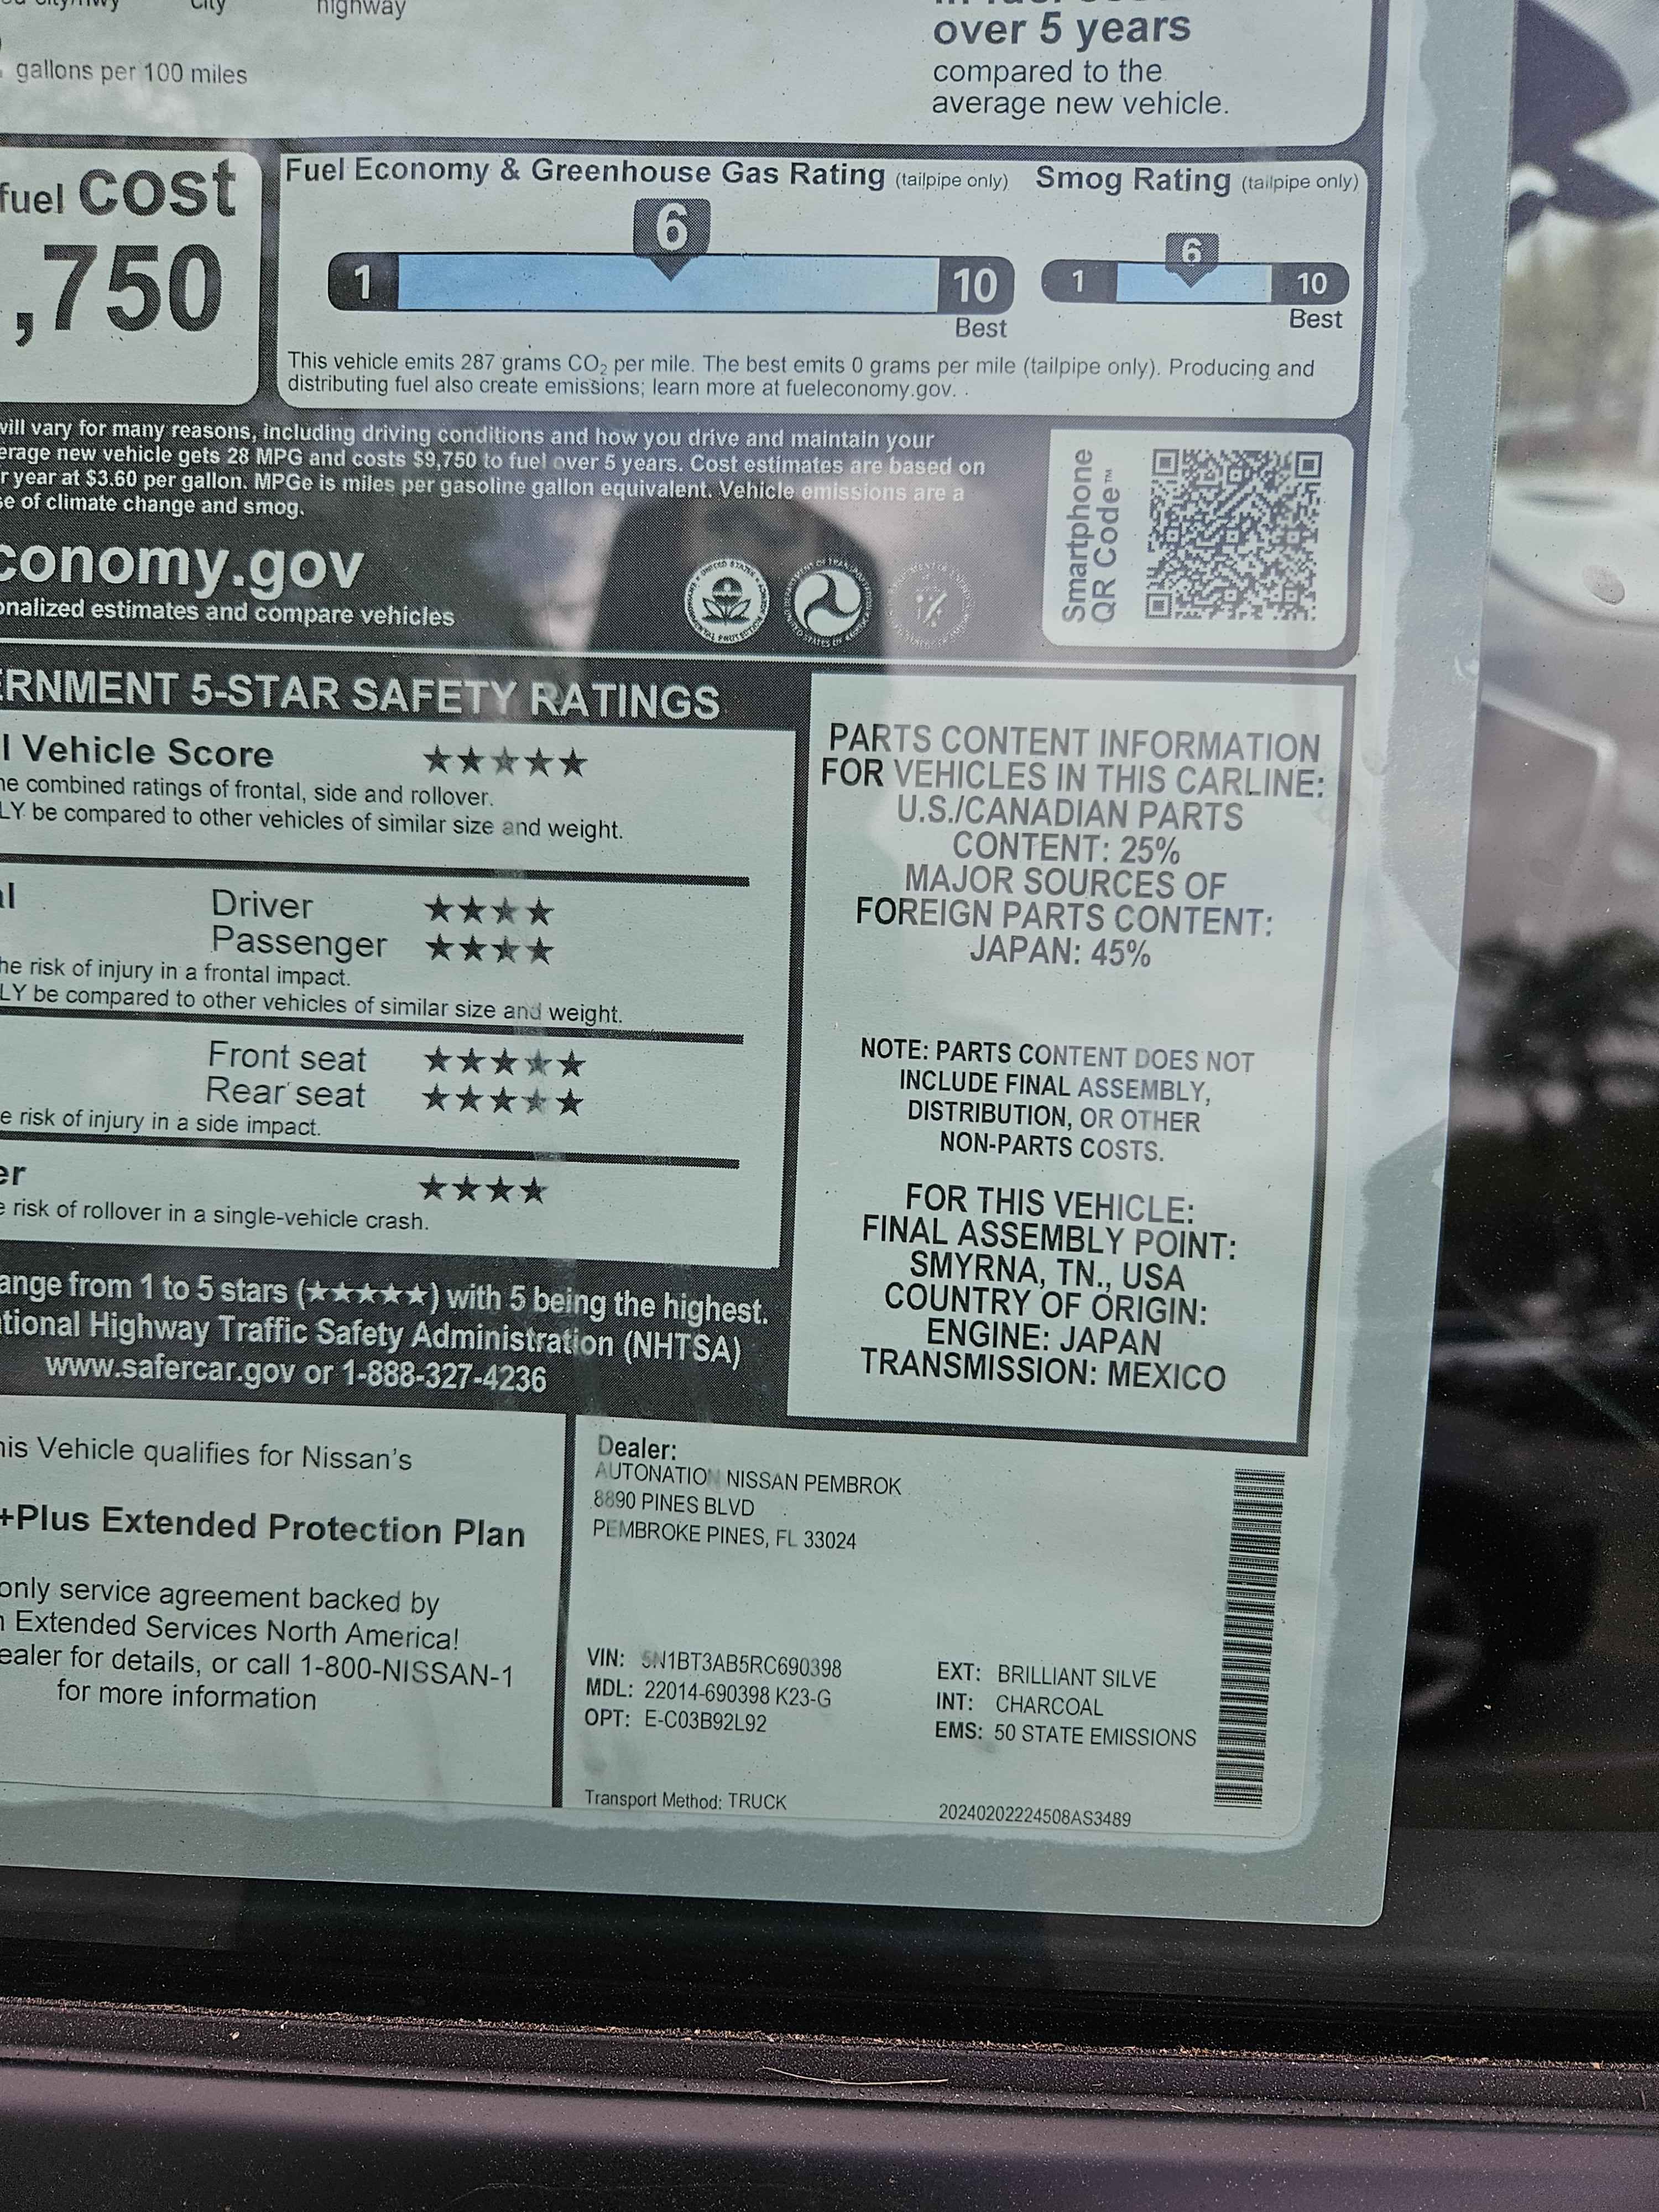 city
highway
over 5 years
gallons per 100 miles
compared to the
average new vehicle.
fuel cost
,750
Fuel Economy & Greenhouse Gas Rating (tailpipe only)
Smog Rating (tailpipe only)
6
1
10
Best
6
1
10
Best
This vehicle emits 287 grams CO₂ per mile. The best emits 0 grams per mile (tailpipe only). Producing and
distributing fuel also create emissions; learn more at fueleconomy.gov.
will vary for many reasons, including driving conditions and how you drive and maintain your
erage new vehicle gets 28 MPG and costs $9,750 to fuel over 5 years. Cost estimates are based on
r year at $3.60 per gallon. MPGe is miles per gasoline gallon equivalent. Vehicle emissions are a
se of climate change and smog.
conomy.gov
onalized estimates and compare vehicles
Smartphone
QR Code™
ERNMENT 5-STAR SAFETY RATINGS
l Vehicle Score ★★★★★
he combined ratings of frontal, side and rollover.
LY be compared to other vehicles of similar size and weight.
al Driver ★★★★
Passenger ★★★★
he risk of injury in a frontal impact.
LY be compared to other vehicles of similar size and weight.
Front seat ★★★★★
Rear seat ★★★★★
e risk of injury in a side impact.
er ★★★★
e risk of rollover in a single-vehicle crash.
ange from 1 to 5 stars (★★★★★) with 5 being the highest.
tional Highway Traffic Safety Administration (NHTSA)
www.safercar.gov or 1-888-327-4236
PARTS CONTENT INFORMATION
FOR VEHICLES IN THIS CARLINE:
U.S./CANADIAN PARTS
CONTENT: 25%
MAJOR SOURCES OF
FOREIGN PARTS CONTENT:
JAPAN: 45%
NOTE: PARTS CONTENT DOES NOT
INCLUDE FINAL ASSEMBLY,
DISTRIBUTION, OR OTHER
NON-PARTS COSTS.
FOR THIS VEHICLE:
FINAL ASSEMBLY POINT:
SMYRNA, TN., USA
COUNTRY OF ORIGIN:
ENGINE: JAPAN
TRANSMISSION: MEXICO
his Vehicle qualifies for Nissan's
+Plus Extended Protection Plan
only service agreement backed by
n Extended Services North America!
ealer for details, or call 1-800-NISSAN-1
for more information
Dealer:
AUTONATION NISSAN PEMBROK
8890 PINES BLVD
PEMBROKE PINES, FL 33024
VIN: 5N1BT3AB5RC690398
MDL: 22014-690398 K23-G
OPT: E-C03B92L92
EXT: BRILLIANT SILVE
INT: CHARCOAL
EMS: 50 STATE EMISSIONS
Transport Method: TRUCK
20240202224508AS3489